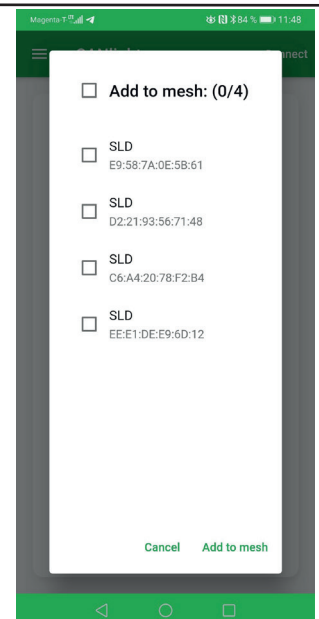 Magenta-T 84 % 11:48
Add to mesh: (0/4)
SLD
E9:58:7A:0E:5B:61
SLD
D2:21:93:56:71:48
SLD
C6:A4:20:78:F2:B4
SLD
EE:E1:DE:E9:6D:12
Cancel Add to mesh